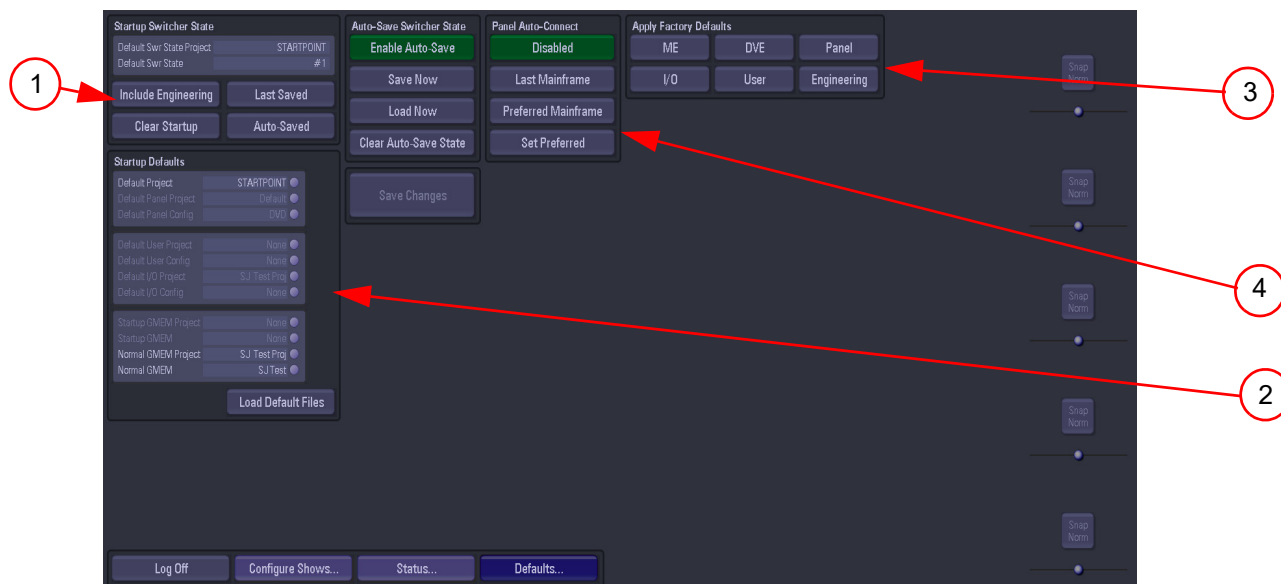 Startup Switcher State
Default Swr State Project STARTPOINT
Default Swr State #1
Include Engineering Last Saved
Clear Startup Auto-Saved
Auto-Save Switcher State
Enable Auto-Save
Save Now
Load Now
Clear Auto-Save State
Save Changes
Panel Auto-Connect
Disabled
Last Mainframe
Preferred Mainframe
Set Preferred
Apply Factory Defaults
ME DVE Panel
I/O User Engineering
Startup Defaults
Default Project STARTPOINT
Default Panel Project Default
Default Panel Config DVD
Default User Project None
Default User Config None
Default I/O Project SJ Test Proj
Default I/O Config None
Startup GMEM Project None
Startup GMEM None
Normal GMEM Project SJ Test Proj
Normal GMEM SJTest
Load Default Files
Snap
Norm
Snap
Norm
Snap
Norm
Snap
Norm
Snap
Norm
Log Off Configure Shows... Status... Defaults...
1
3
4
2